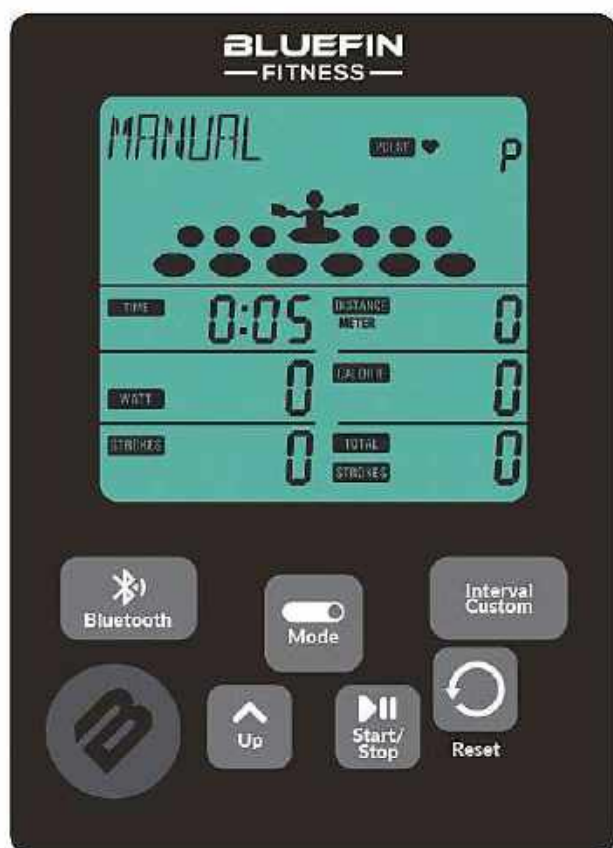 BLUEFIN
FITNESS
MANUAL
PULSE P
TIME 0:05 DISTANCE 0
METER
WATT 0 CALORIE 0
STROKES 0 TOTAL 0
STROKES
Bluetooth
Mode
Interval
Custom
Up
Start/
Stop
Reset